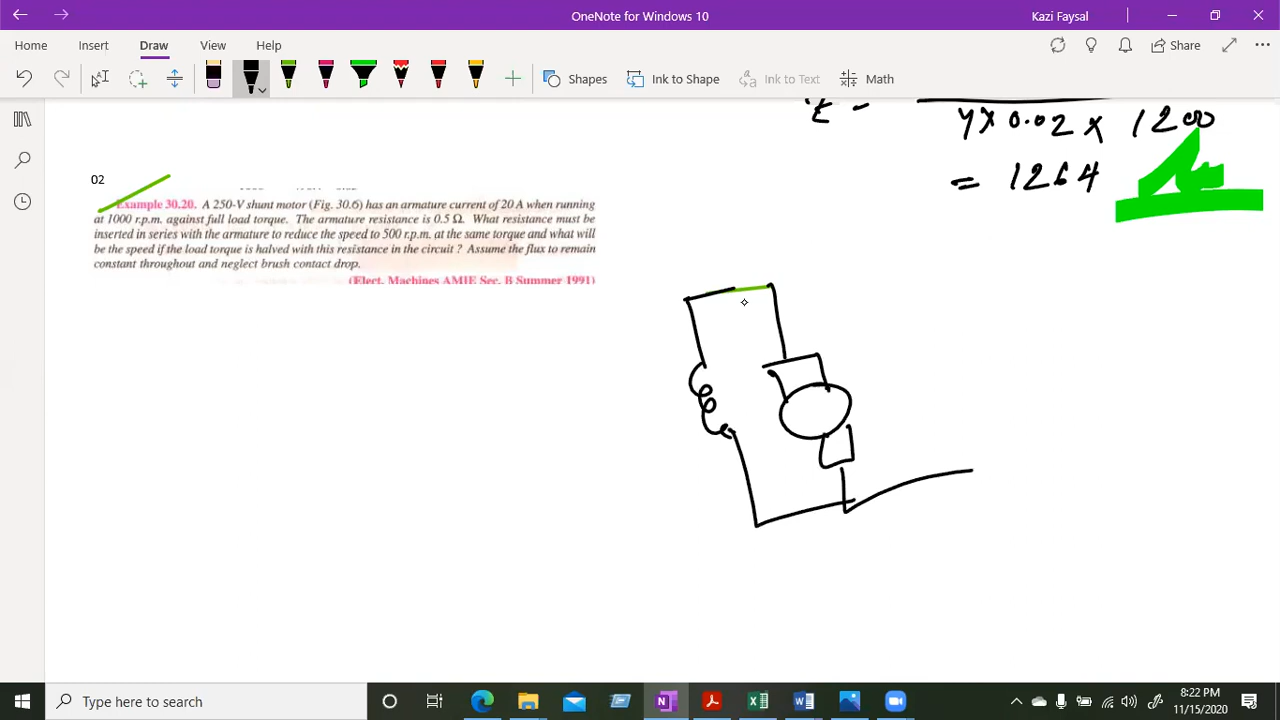 OneNote for Windows 10
Kazi Faysal
Home Insert Draw View Help
Share
Shapes Ink to Shape Ink to Text Math
4 x 0.02 x 1200
= 1264
02
Example 30.20. A 250-V shunt motor (Fig. 30.6) has an armature current of 20 A when running
at 1000 r.p.m. against full load torque. The armature resistance is 0.5 Ω. What resistance must be
inserted in series with the armature to reduce the speed to 500 r.p.m. at the same torque and what will
be the speed if the load torque is halved with this resistance in the circuit ? Assume the flux to remain
constant throughout and neglect brush contact drop.
(Elect. Machines AMIE Sec. B Summer 1991)
Type here to search
8:22 PM
11/15/2020